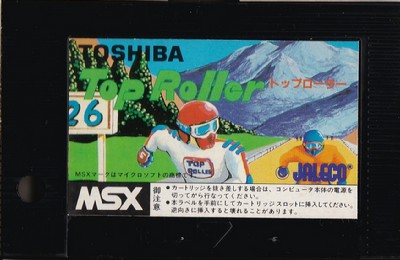 TOSHIBA
Top Roller
トップローラー
26
TOP
ROLLER
JALECO
MSXマークはマイクロソフトの商標です
MSX
御注意
●カートリッジを抜き差しする場合は、コンピュータ本体の電源を
切ってから行なってください。
●本ラベルを手前にしてカートリッジスロットに挿入してください。
逆向きに挿入すると壊れることがあります。